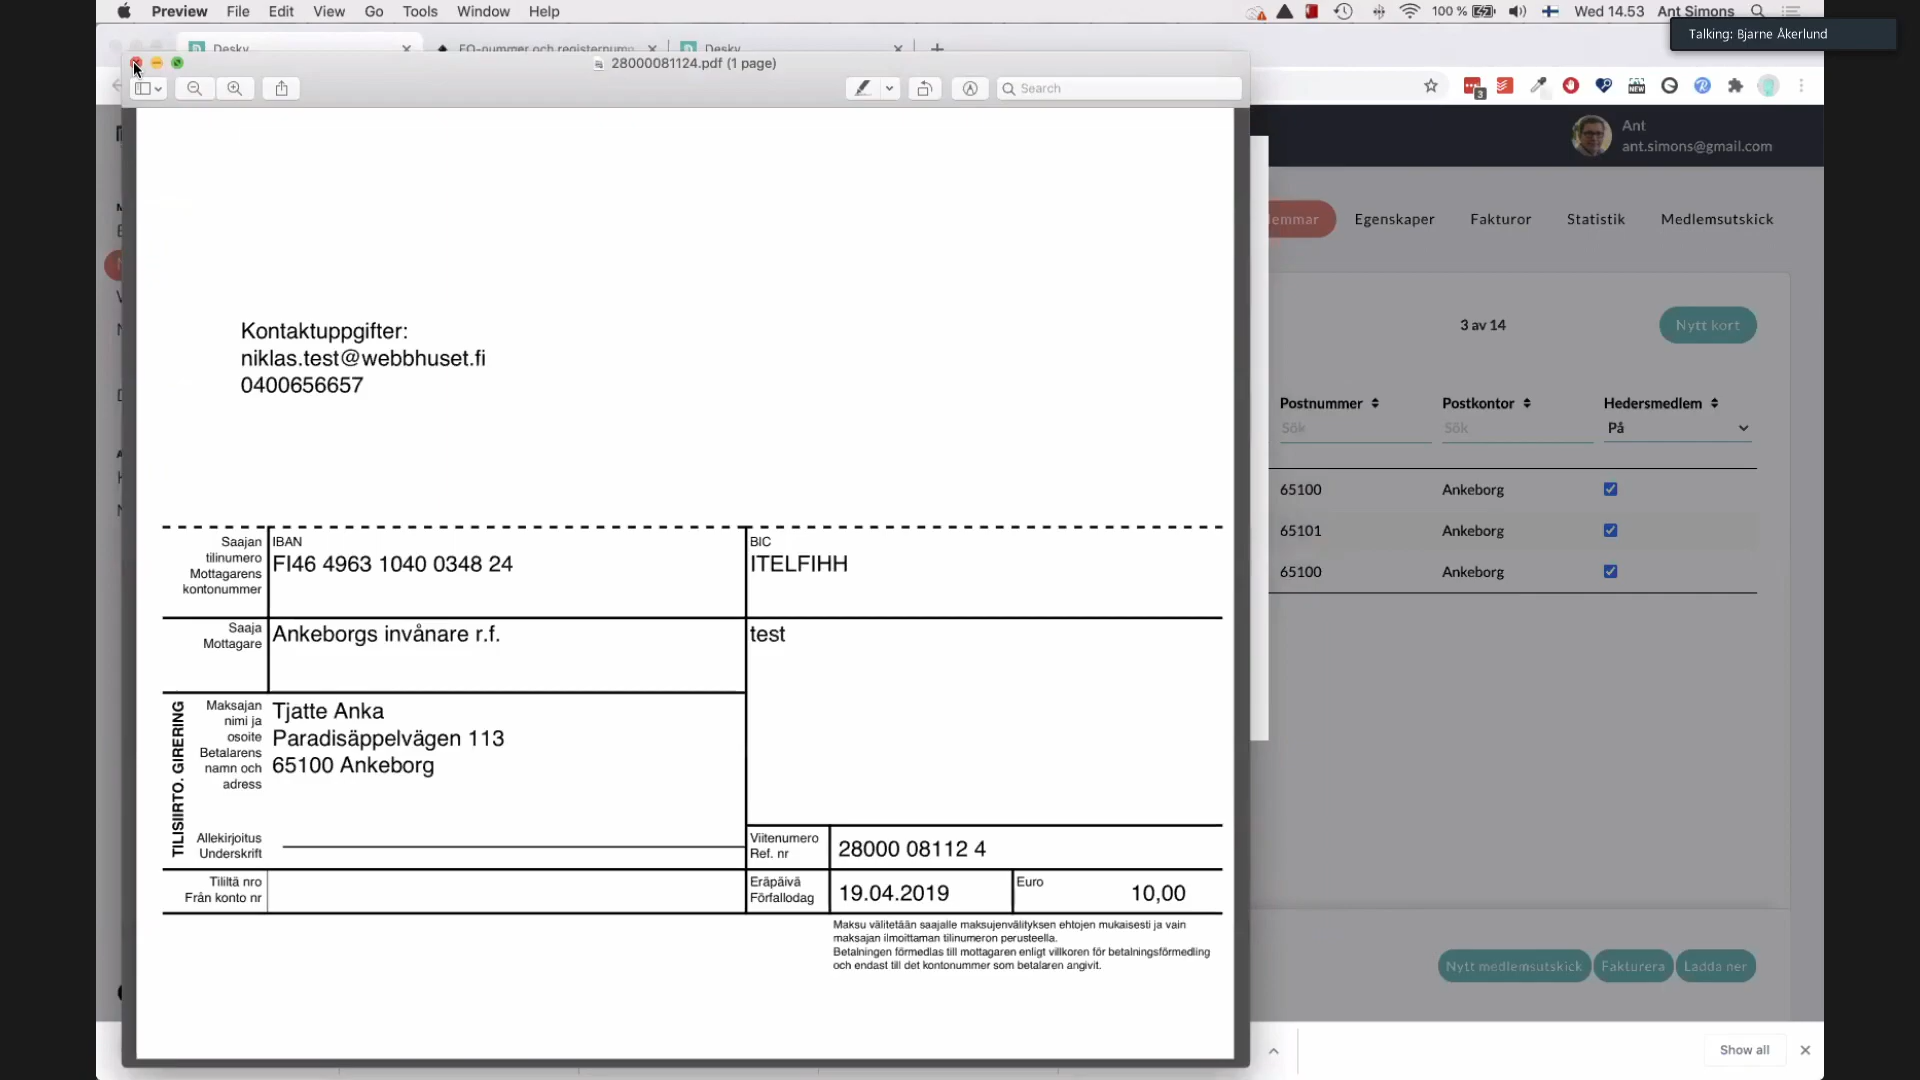 Preview File Edit View Go Tools Window Help
100 % Wed 14.53 Ant Simons
Talking: Bjarne Åkerlund
Desky
Desky
28000081124.pdf (1 page)
Search
3
NEW
Ant
ant.simons@gmail.com
emmar Egenskaper Fakturor Statistik Medlemsutskick
3 av 14
Nytt kort
Postnummer Postkontor Hedersmedlem
Sök Sök På
65100 Ankeborg
65101 Ankeborg
65100 Ankeborg
Nytt medlemsutskick Fakturera Ladda ner
Show all
Kontaktuppgifter:
niklas.test@webbhuset.fi
0400656657
Saajan
tilinumero
Mottagarens
kontonummer
IBAN
FI46 4963 1040 0348 24
BIC
ITELFIHH
Saaja
Mottagare
Ankeborgs invånare r.f.
test
TILISIIRTO. GIRERING
Maksajan
nimi ja
osoite
Betalarens
namn och
adress
Tjatte Anka
Paradisäppelvägen 113
65100 Ankeborg
Allekirjoitus
Underskrift
Viitenumero
Ref. nr
28000 08112 4
Tililtä nro
Från konto nr
Eräpäivä
Förfallodag
19.04.2019
Euro
10,00
Maksu välitetään saajalle maksujenvälityksen ehtojen mukaisesti ja vain
maksajan ilmoittaman tilinumeron perusteella.
Betalningen förmedlas till mottagaren enligt villkoren för betalningsförmedling
och endast till det kontonummer som betalaren angivit.